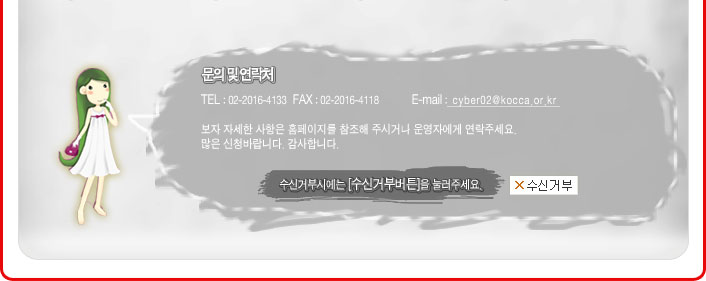 문의 및 연락처
TEL : 02-2016-4133 FAX : 02-2016-4118 E-mail : cyber02@kocca.or.kr
보자 자세한 사항은 홈페이지를 참조해 주시거나 운영자에게 연락주세요.
많은 신청바랍니다. 감사합니다.
수신거부시에는 [수신거부버튼]을 눌러주세요.
수신거부